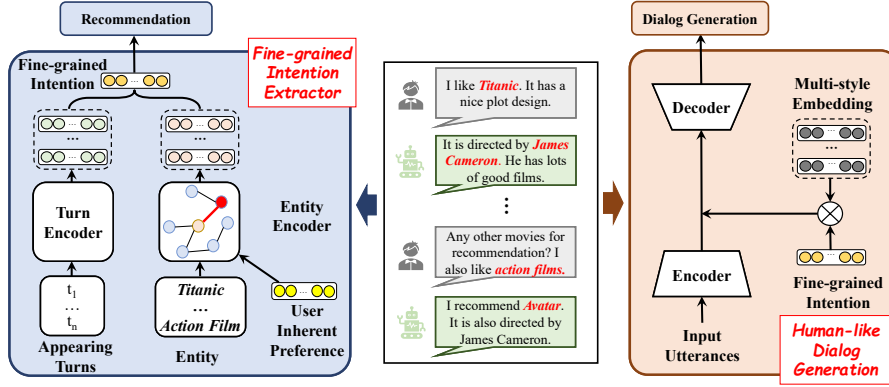 Recommendation
Fine-grained
Intention
Fine-grained
Intention
Extractor
...
...
...
...
...
...
Turn
Encoder
Entity
Encoder
t1
...
tn
Titanic
...
Action Film
...
Appearing
Turns
Entity
User
Inherent
Preference
I like Titanic. It has a
nice plot design.
It is directed by James
Cameron. He has lots
of good films.
...
Any other movies for
recommendation? I
also like action films.
I recommend Avatar.
It is also directed by
James Cameron.
Dialog Generation
Decoder
Multi-style
Embedding
...
...
...
Encoder
...
Fine-grained
Intention
Input
Utterances
Human-like
Dialog
Generation